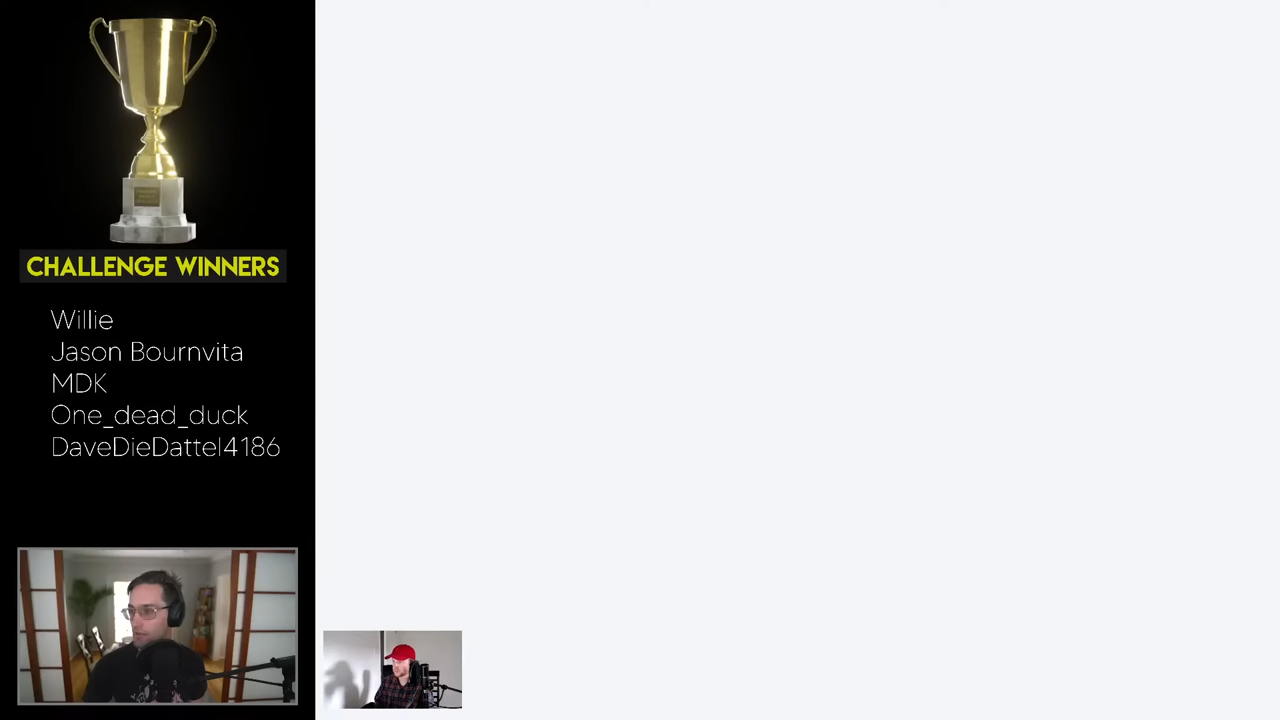 CHALLENGE WINNERS
Willie
Jason Bournvita
MDK
One_dead_duck
DaveDieDattel4186